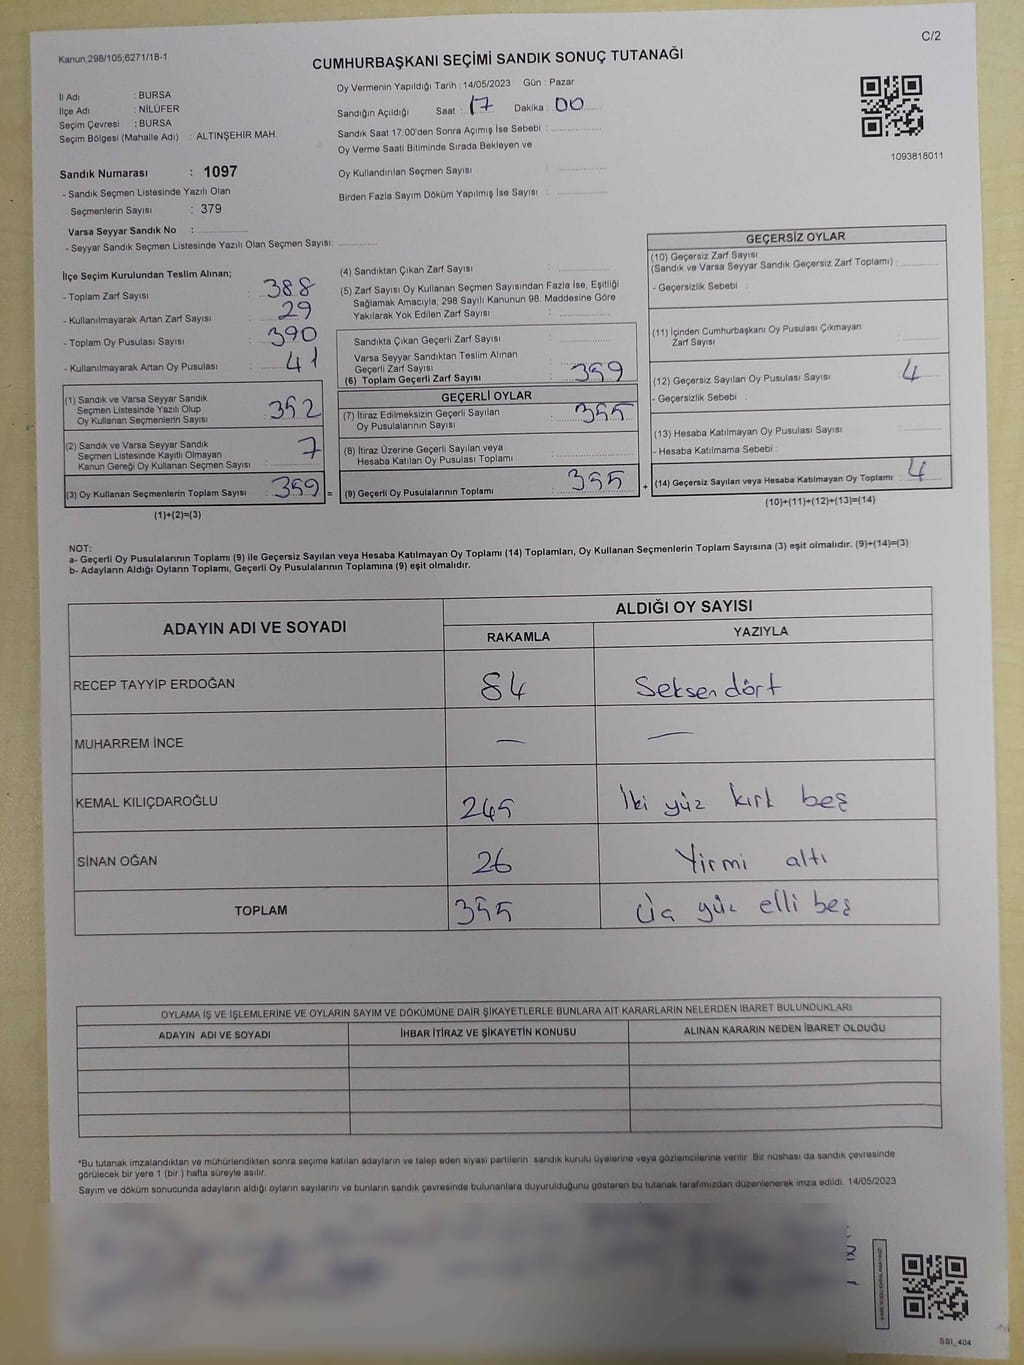 Kanun;298/105;6271/18-1
C/2
CUMHURBAŞKANI SEÇİMİ SANDIK SONUÇ TUTANAĞI
İl Adı : BURSA
İlçe Adı : NİLÜFER
Seçim Çevresi : BURSA
Seçim Bölgesi (Mahalle Adı) : ALTINŞEHİR MAH.
Sandık Numarası : 1097
- Sandık Seçmen Listesinde Yazılı Olan
Seçmenlerin Sayısı : 379
Varsa Seyyar Sandık No :
- Seyyar Sandık Seçmen Listesinde Yazılı Olan Seçmen Sayısı:
Oy Vermenin Yapıldığı Tarih : 14/05/2023 Gün : Pazar
Sandığın Açıldığı Saat : 17 Dakika : 00
Sandık Saat 17:00'den Sonra Açımış İse Sebebi :
Oy Verme Saati Bitiminde Sırada Bekleyen ve
Oy Kullandırılan Seçmen Sayısı :
Birden Fazla Sayım Döküm Yapılmış İse Sayısı :
1093818011
İlçe Seçim Kurulundan Teslim Alınan;
- Toplam Zarf Sayısı : 388
- Kullanılmayarak Artan Zarf Sayısı : 29
- Toplam Oy Pusulası Sayısı : 390
- Kullanılmayarak Artan Oy Pusulası : 41
(1) Sandık ve Varsa Seyyar Sandık
Seçmen Listesinde Yazılı Olup
Oy Kullanan Seçmenlerin Sayısı : 352
(2) Sandık ve Varsa Seyyar Sandık
Seçmen Listesinde Kayıtlı Olmayan
Kanun Gereği Oy Kullanan Seçmen Sayısı : 7
(3) Oy Kullanan Seçmenlerin Toplam Sayısı : 359 =
(1)+(2)=(3)
(4) Sandıktan Çıkan Zarf Sayısı :
(5) Zarf Sayısı Oy Kullanan Seçmen Sayısından Fazla İse, Eşitliği
Sağlamak Amacıyla; 298 Sayılı Kanunun 98. Maddesine Göre
Yakılarak Yok Edilen Zarf Sayısı :
Sandıkta Çıkan Geçerli Zarf Sayısı :
Varsa Seyyar Sandıktan Teslim Alınan
Geçerli Zarf Sayısı :
(6) Toplam Geçerli Zarf Sayısı : 359
GEÇERLİ OYLAR
(7) İtiraz Edilmeksizin Geçerli Sayılan
Oy Pusulalarının Sayısı : 355
(8) İtiraz Üzerine Geçerli Sayılan veya
Hesaba Katılan Oy Pusulası Toplamı :
(9) Geçerli Oy Pusulalarının Toplamı : 355 +
GEÇERSİZ OYLAR
(10) Geçersiz Zarf Sayısı
(Sandık ve Varsa Seyyar Sandık Geçersiz Zarf Toplamı) :
- Geçersizlik Sebebi :
(11) İçinden Cumhurbaşkanı Oy Pusulası Çıkmayan
Zarf Sayısı :
(12) Geçersiz Sayılan Oy Pusulası Sayısı : 4
- Geçersizlik Sebebi :
(13) Hesaba Katılmayan Oy Pusulası Sayısı :
- Hesaba Katılmama Sebebi :
(14) Geçersiz Sayılan veya Hesaba Katılmayan Oy Toplamı : 4
(10)+(11)+(12)+(13)=(14)
NOT:
a- Geçerli Oy Pusulalarının Toplamı (9) ile Geçersiz Sayılan veya Hesaba Katılmayan Oy Toplamı (14) Toplamları, Oy Kullanan Seçmenlerin Toplam Sayısına (3) eşit olmalıdır. (9)+(14)=(3)
b- Adayların Aldığı Oyların Toplamı, Geçerli Oy Pusulalarının Toplamına (9) eşit olmalıdır.
ADAYIN ADI VE SOYADI
ALDIĞI OY SAYISI
RAKAMLA YAZIYLA
RECEP TAYYİP ERDOĞAN 84 Seksen dört
MUHARREM İNCE — —
KEMAL KILIÇDAROĞLU 245 İki yüz kırk beş
SİNAN OĞAN 26 Yirmi altı
TOPLAM 355 Üç yüz elli beş
OYLAMA İŞ VE İŞLEMLERİNE VE OYLARIN SAYIM VE DÖKÜMÜNE DAİR ŞİKAYETLERLE BUNLARA AİT KARARLARIN NELERDEN İBARET BULUNDUKLARI
ADAYIN ADI VE SOYADI İHBAR İTİRAZ VE ŞİKAYETİN KONUSU ALINAN KARARIN NEDEN İBARET OLDUĞU
*Bu tutanak imzalandıktan ve mühürlendikten sonra seçime katılan adayların ve talep eden siyasi partilerin sandık kurulu üyelerine veya gözlemcilerine verilir. Bir nüshası da sandık çevresinde
görülecek bir yere 1 (bir ) hafta süreyle asılır.
Sayım ve döküm sonucunda adayların aldığı oyların sayılarını ve bunların sandık çevresinde bulunanlara duyurulduğunu gösteren bu tutanak tarafımızdan düzenlenerek imza edildi. 14/05/2023
SSI_404